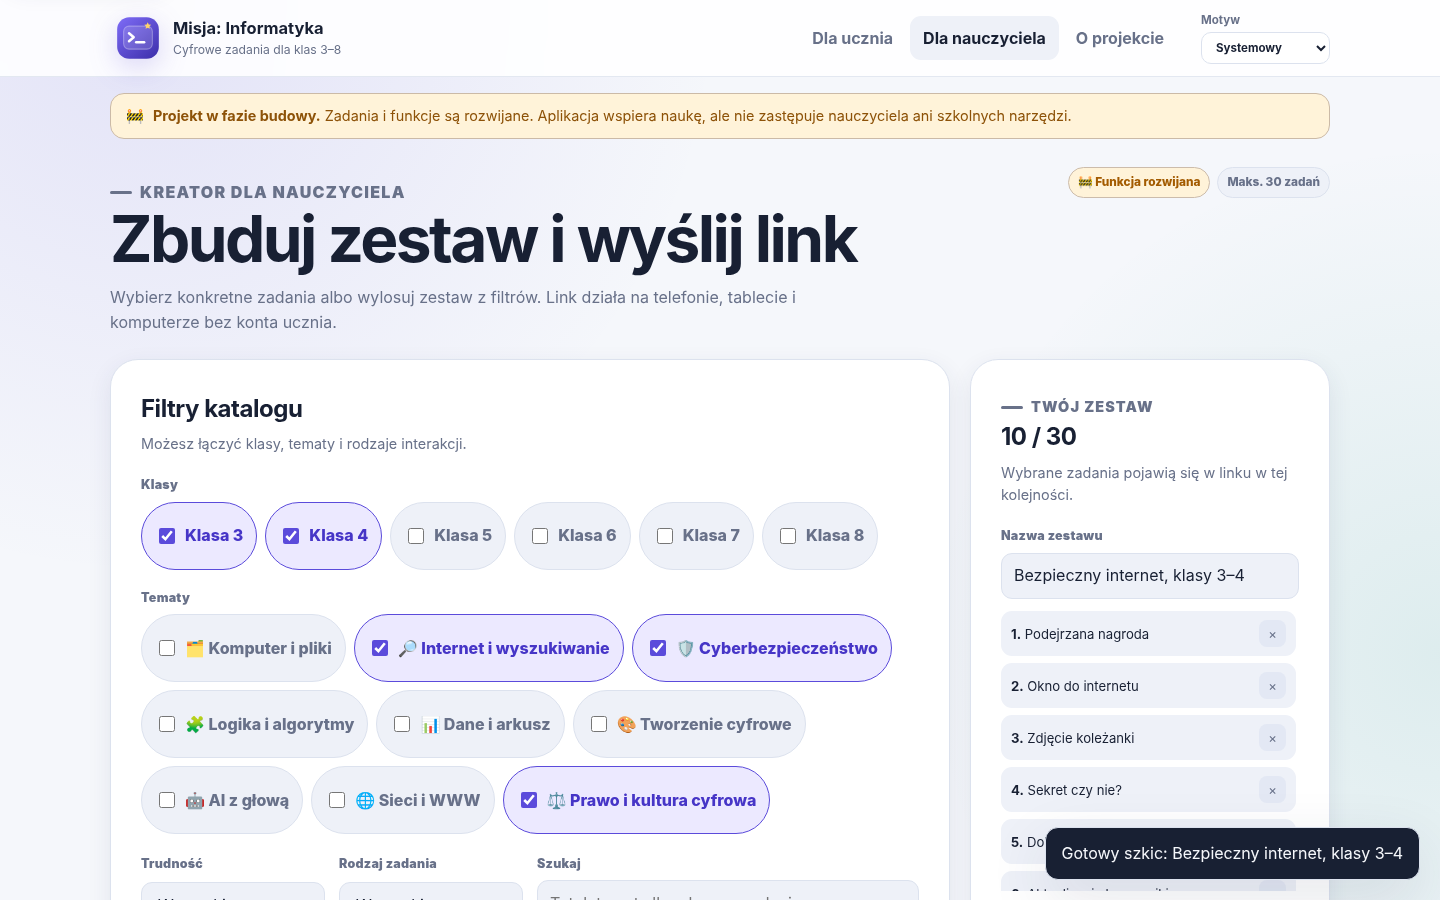 Misja: Informatyka
Cyfrowe zadania dla klas 3–8
Dla ucznia
Dla nauczyciela
O projekcie
Motyw
Systemowy
🚧 Projekt w fazie budowy. Zadania i funkcje są rozwijane. Aplikacja wspiera naukę, ale nie zastępuje nauczyciela ani szkolnych narzędzi.
KREATOR DLA NAUCZYCIELA
🚧 Funkcja rozwijana
Maks. 30 zadań
Zbuduj zestaw i wyślij link
Wybierz konkretne zadania albo wylosuj zestaw z filtrów. Link działa na telefonie, tablecie i
komputerze bez konta ucznia.
Filtry katalogu
Możesz łączyć klasy, tematy i rodzaje interakcji.
Klasy
Klasa 3
Klasa 4
Klasa 5
Klasa 6
Klasa 7
Klasa 8
Tematy
🗂️ Komputer i pliki
🔎 Internet i wyszukiwanie
🛡️ Cyberbezpieczeństwo
🧩 Logika i algorytmy
📊 Dane i arkusz
🎨 Tworzenie cyfrowe
🤖 AI z głową
🌐 Sieci i WWW
⚖️ Prawo i kultura cyfrowa
Trudność
Rodzaj zadania
Szukaj
TWÓJ ZESTAW
10 / 30
Wybrane zadania pojawią się w linku w tej
kolejności.
Nazwa zestawu
Bezpieczny internet, klasy 3–4
1. Podejrzana nagroda ×
2. Okno do internetu ×
3. Zdjęcie koleżanki ×
4. Sekret czy nie? ×
5.
Gotowy szkic: Bezpieczny internet, klasy 3–4